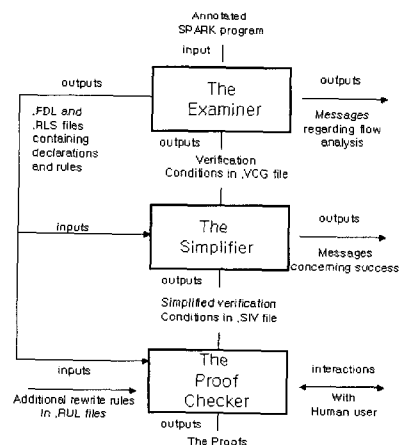 Annotated
SPARK program
input
outputs
The
Examiner
outputs
.FDL and
.RLS files
containing
declarations
and rules
Messages
regarding flow
analysis
outputs
Verification
Conditions in .VCG file
inputs
The
Simplifier
outputs
Messages
concerning success
outputs
Simplified verification
Conditions in .SIV file
inputs
The
Proof
Checker
interactions
With
Human user
Additional rewrite rules
In .RUL files
outputs
The Proofs